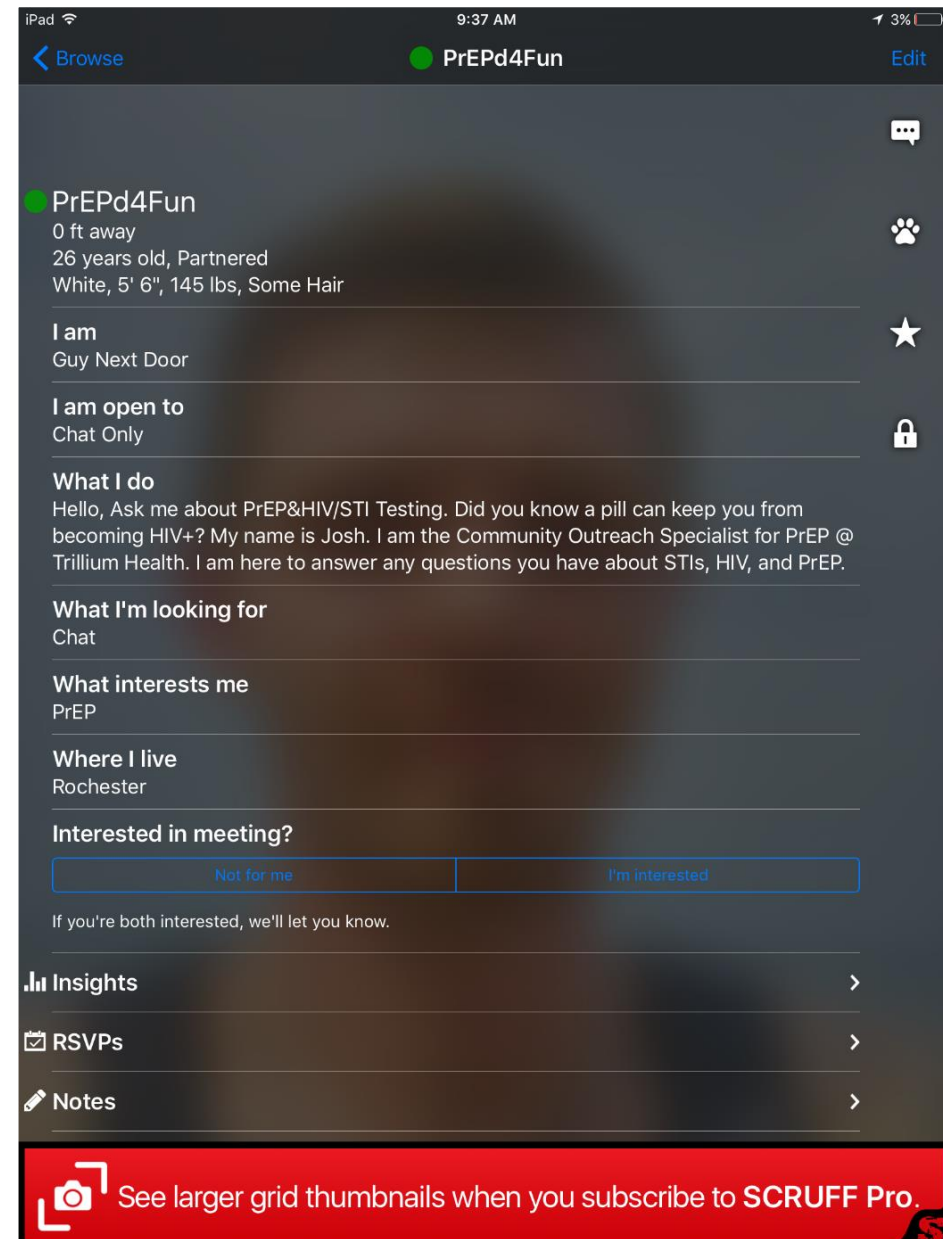 iPad 9:37 AM 3%
Browse PrEPd4Fun Edit
PrEPd4Fun
0 ft away
26 years old, Partnered
White, 5' 6", 145 lbs, Some Hair
I am
Guy Next Door
I am open to
Chat Only
What I do
Hello, Ask me about PrEP&HIV/STI Testing. Did you know a pill can keep you from
becoming HIV+? My name is Josh. I am the Community Outreach Specialist for PrEP @
Trillium Health. I am here to answer any questions you have about STIs, HIV, and PrEP.
What I'm looking for
Chat
What interests me
PrEP
Where I live
Rochester
Interested in meeting?
Not for me I'm interested
If you're both interested, we'll let you know.
Insights
RSVPs
Notes
See larger grid thumbnails when you subscribe to SCRUFF Pro.